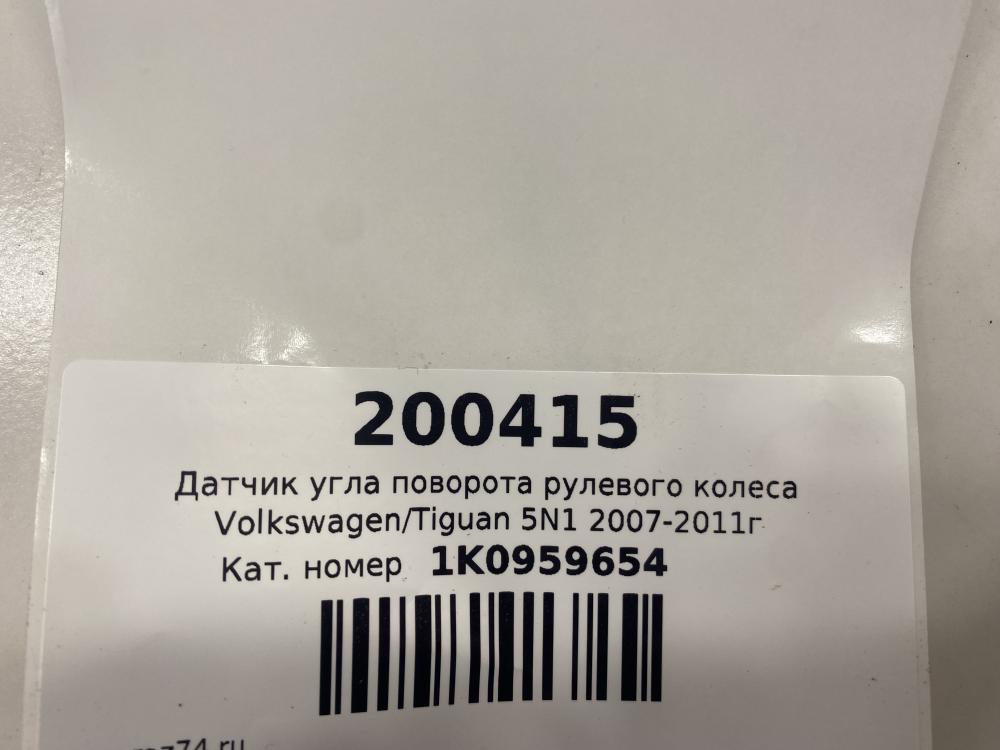 200415
Датчик угла поворота рулевого колеса
Volkswagen/Tiguan 5N1 2007-2011г
Кат. номер 1K0959654